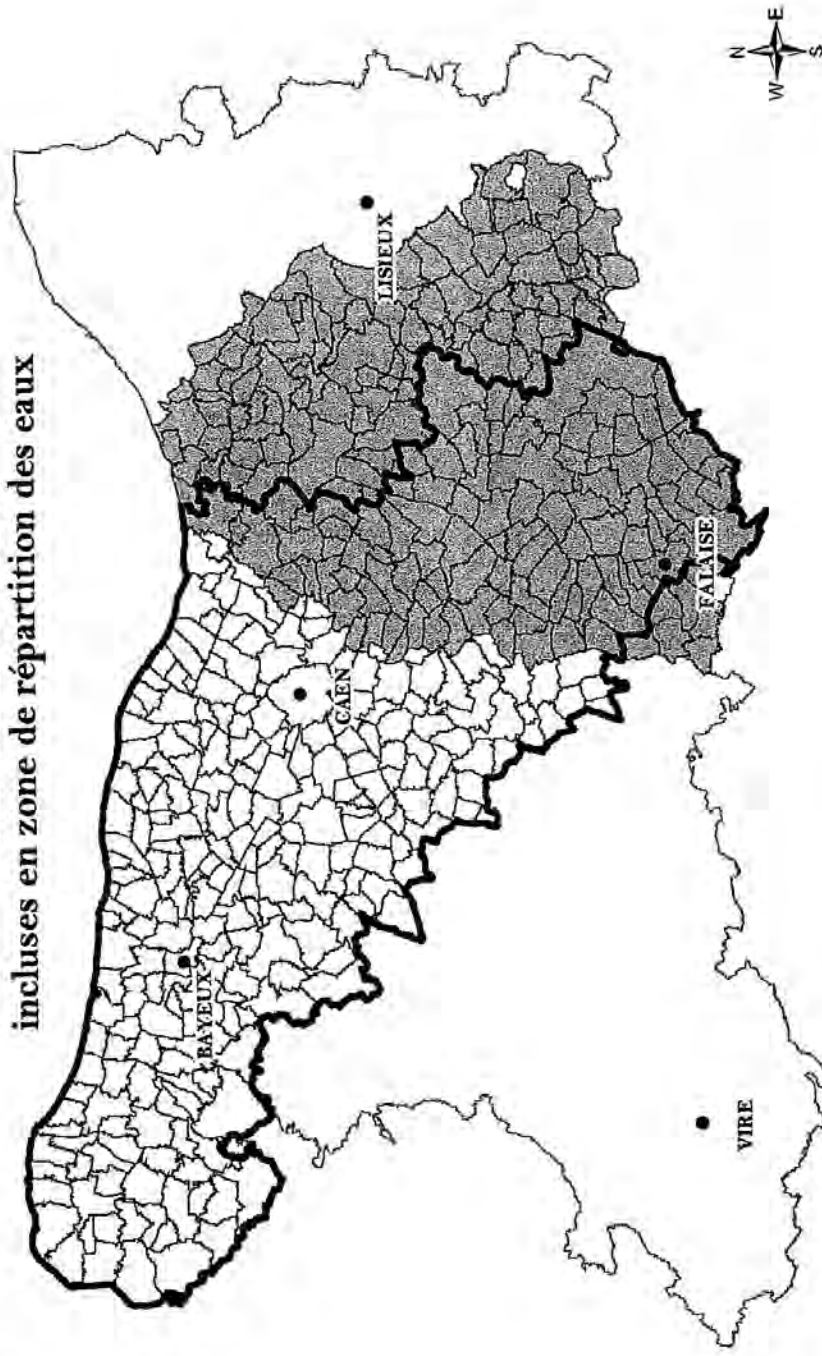 incluses en zone de répartition des eaux
LISIEUX
CAEN
BAYEUX
FALAISE
VIRE
N
W
E
S